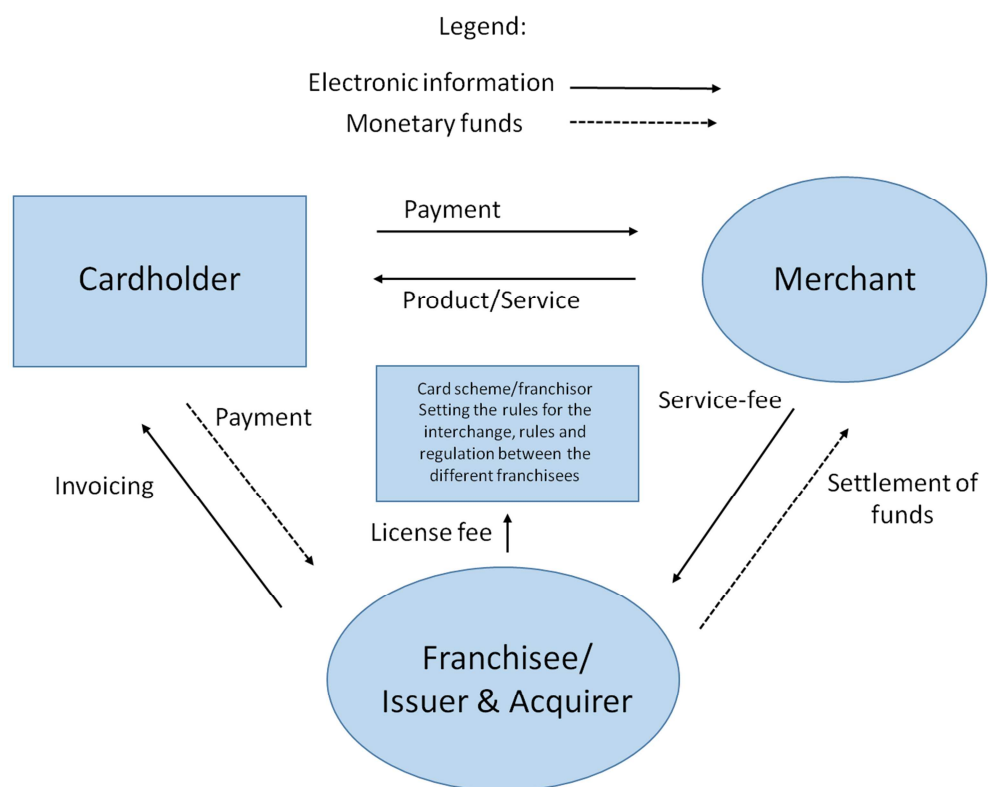 Legend:
Electronic information
Monetary funds
Payment
Cardholder
Merchant
Product/Service
Card scheme/franchisor
Setting the rules for the
interchange, rules and
regulation between the
different franchisees
Service-fee
Payment
Invoicing
Settlement of
funds
License fee
Franchisee/
Issuer & Acquirer